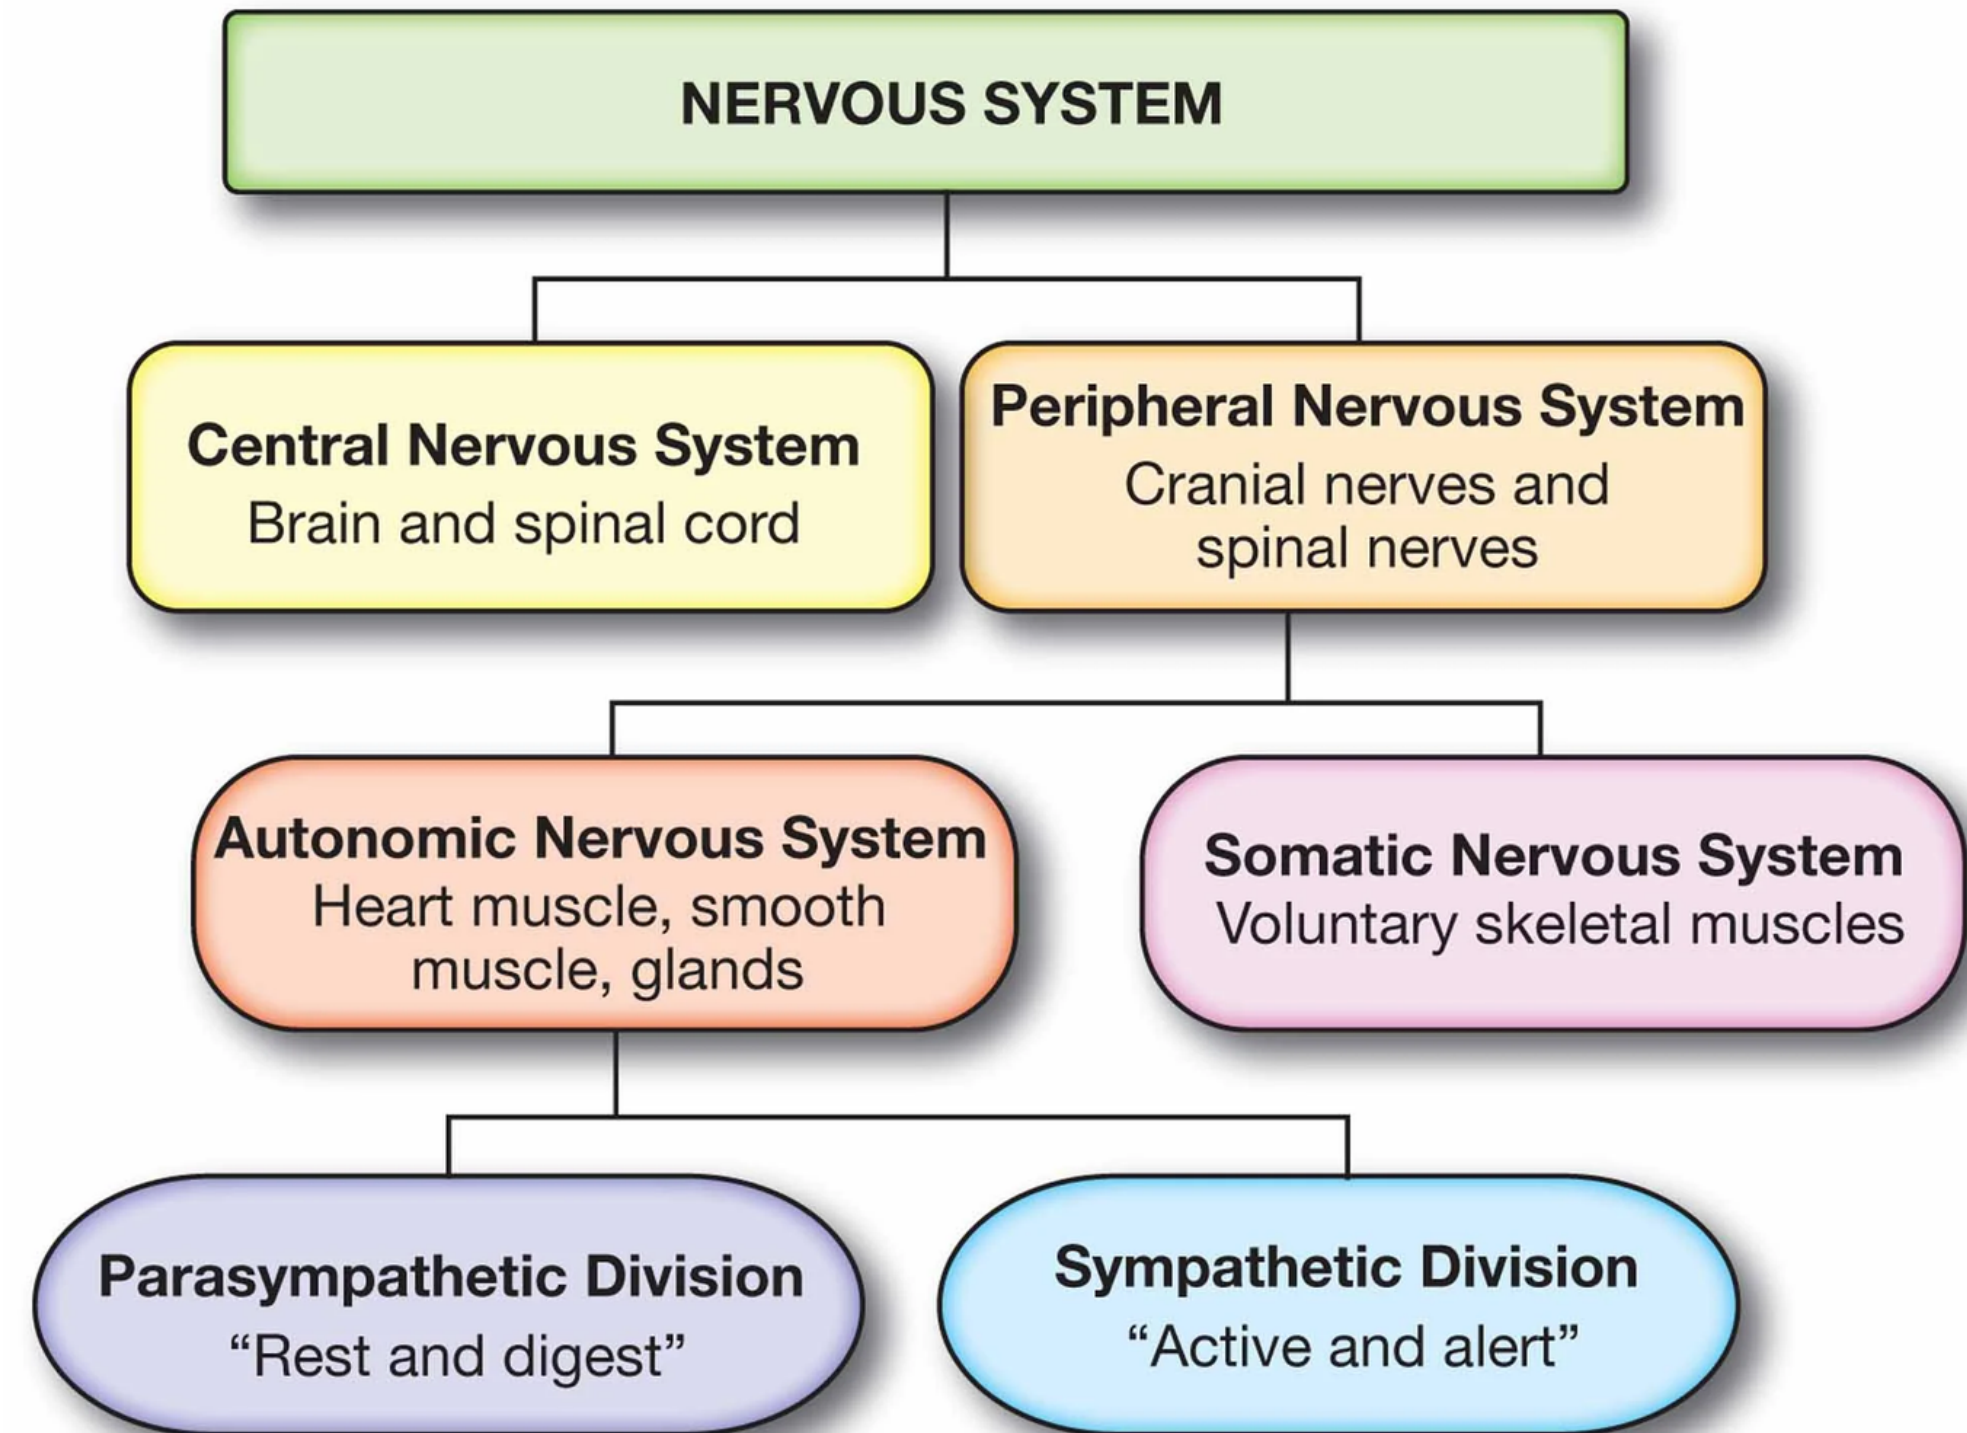 NERVOUS SYSTEM
Central Nervous System
Brain and spinal cord
Peripheral Nervous System
Cranial nerves and
spinal nerves
Autonomic Nervous System
Heart muscle, smooth
muscle, glands
Somatic Nervous System
Voluntary skeletal muscles
Parasympathetic Division
“Rest and digest”
Sympathetic Division
“Active and alert”